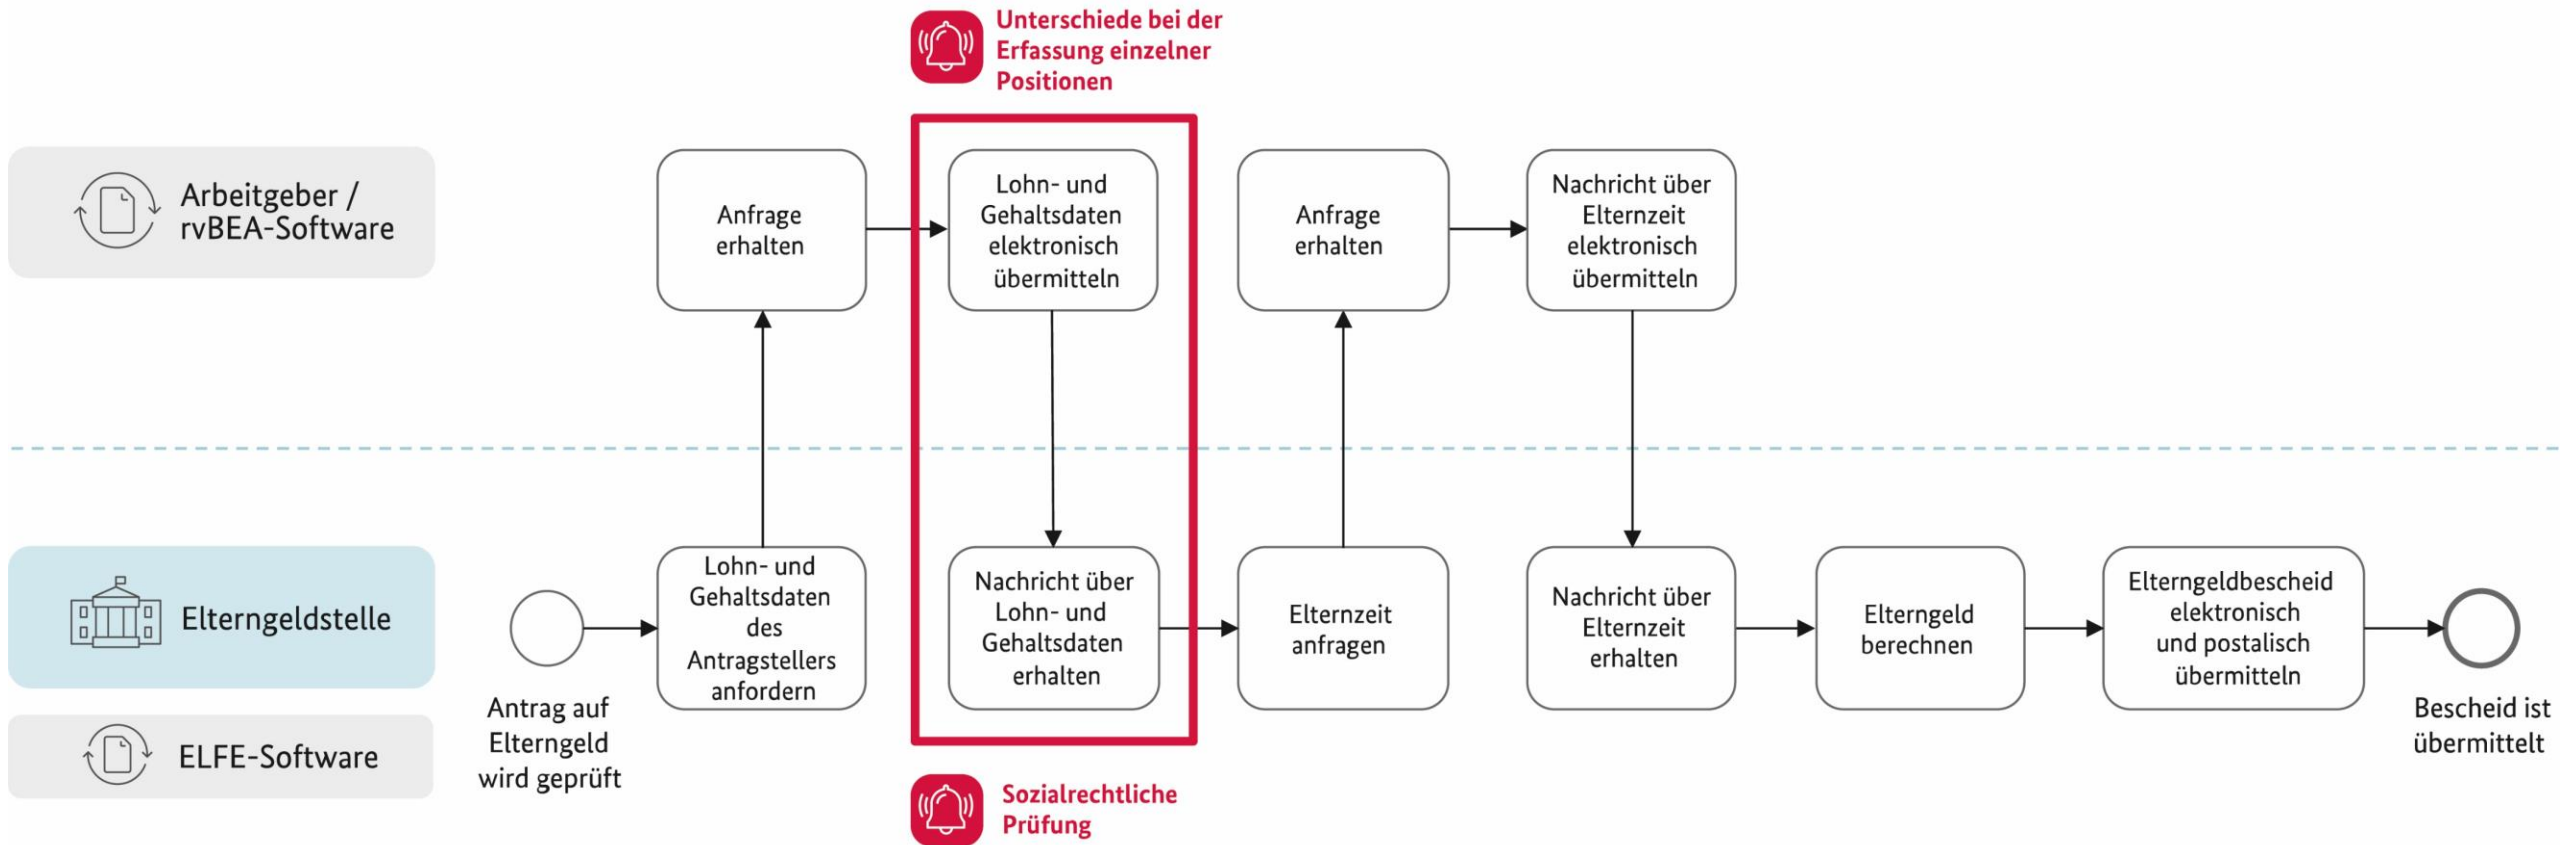 Unterschiede bei der
Erfassung einzelner
Positionen
Arbeitgeber /
rvBEA-Software
Anfrage
erhalten
Lohn- und
Gehaltsdaten
elektronisch
übermitteln
Anfrage
erhalten
Nachricht über
Elternzeit
elektronisch
übermitteln
Elterngeldstelle
ELFE-Software
Antrag auf
Elterngeld
wird geprüft
Lohn- und
Gehaltsdaten
des
Antragstellers
anfordern
Nachricht über
Lohn- und
Gehaltsdaten
erhalten
Elternzeit
anfragen
Nachricht über
Elternzeit
erhalten
Elterngeld
berechnen
Elterngeldbescheid
elektronisch
und postalisch
übermitteln
Bescheid ist
übermittelt
Sozialrechtliche
Prüfung